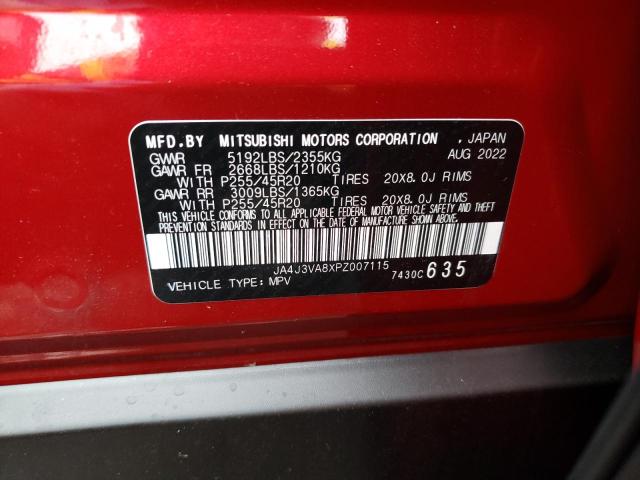 MFD.BY MITSUBISHI MOTORS CORPORATION , JAPAN
GVWR 5192LBS/2355KG AUG 2022
GAWR FR 2668LBS/1210KG
WITH P255/45R20 TIRES 20X8.0J RIMS
GAWR RR 3009LBS/1365KG
WITH P255/45R20 TIRES 20X8.0J RIMS
THIS VEHICLE CONFORMS TO ALL APPLICABLE FEDERAL MOTOR VEHICLE SAFETY AND THEFT
PREVENTION STANDARDS IN EFFECT ON THE DATE OF MANUFACTURE SHOWN ABOVE.
JA4J3VA8XPZ007115
VEHICLE TYPE: MPV 7430C 635